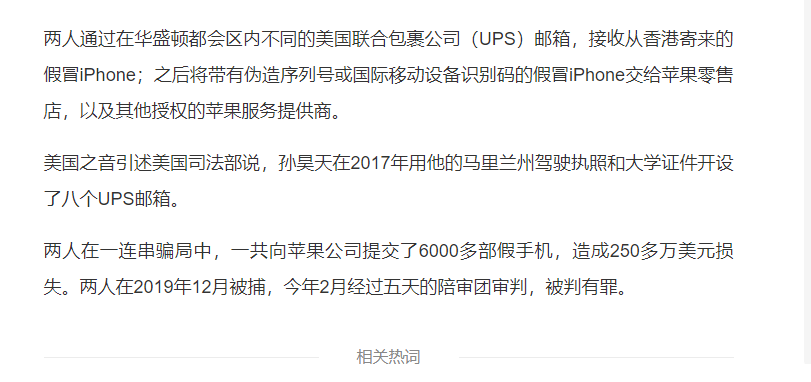 两人通过在华盛顿都会区内不同的美国联合包裹公司（UPS）邮箱，接收从香港寄来的
假冒iPhone；之后将带有伪造序列号或国际移动设备识别码的假冒iPhone交给苹果零售
店，以及其他授权的苹果服务提供商。
美国之音引述美国司法部说，孙昊天在2017年用他的马里兰州驾驶执照和大学证件开设
了八个UPS邮箱。
两人在一连串骗局中，一共向苹果公司提交了6000多部假手机，造成250多万美元损
失。两人在2019年12月被捕，今年2月经过五天的陪审团审判，被判有罪。
相关热词